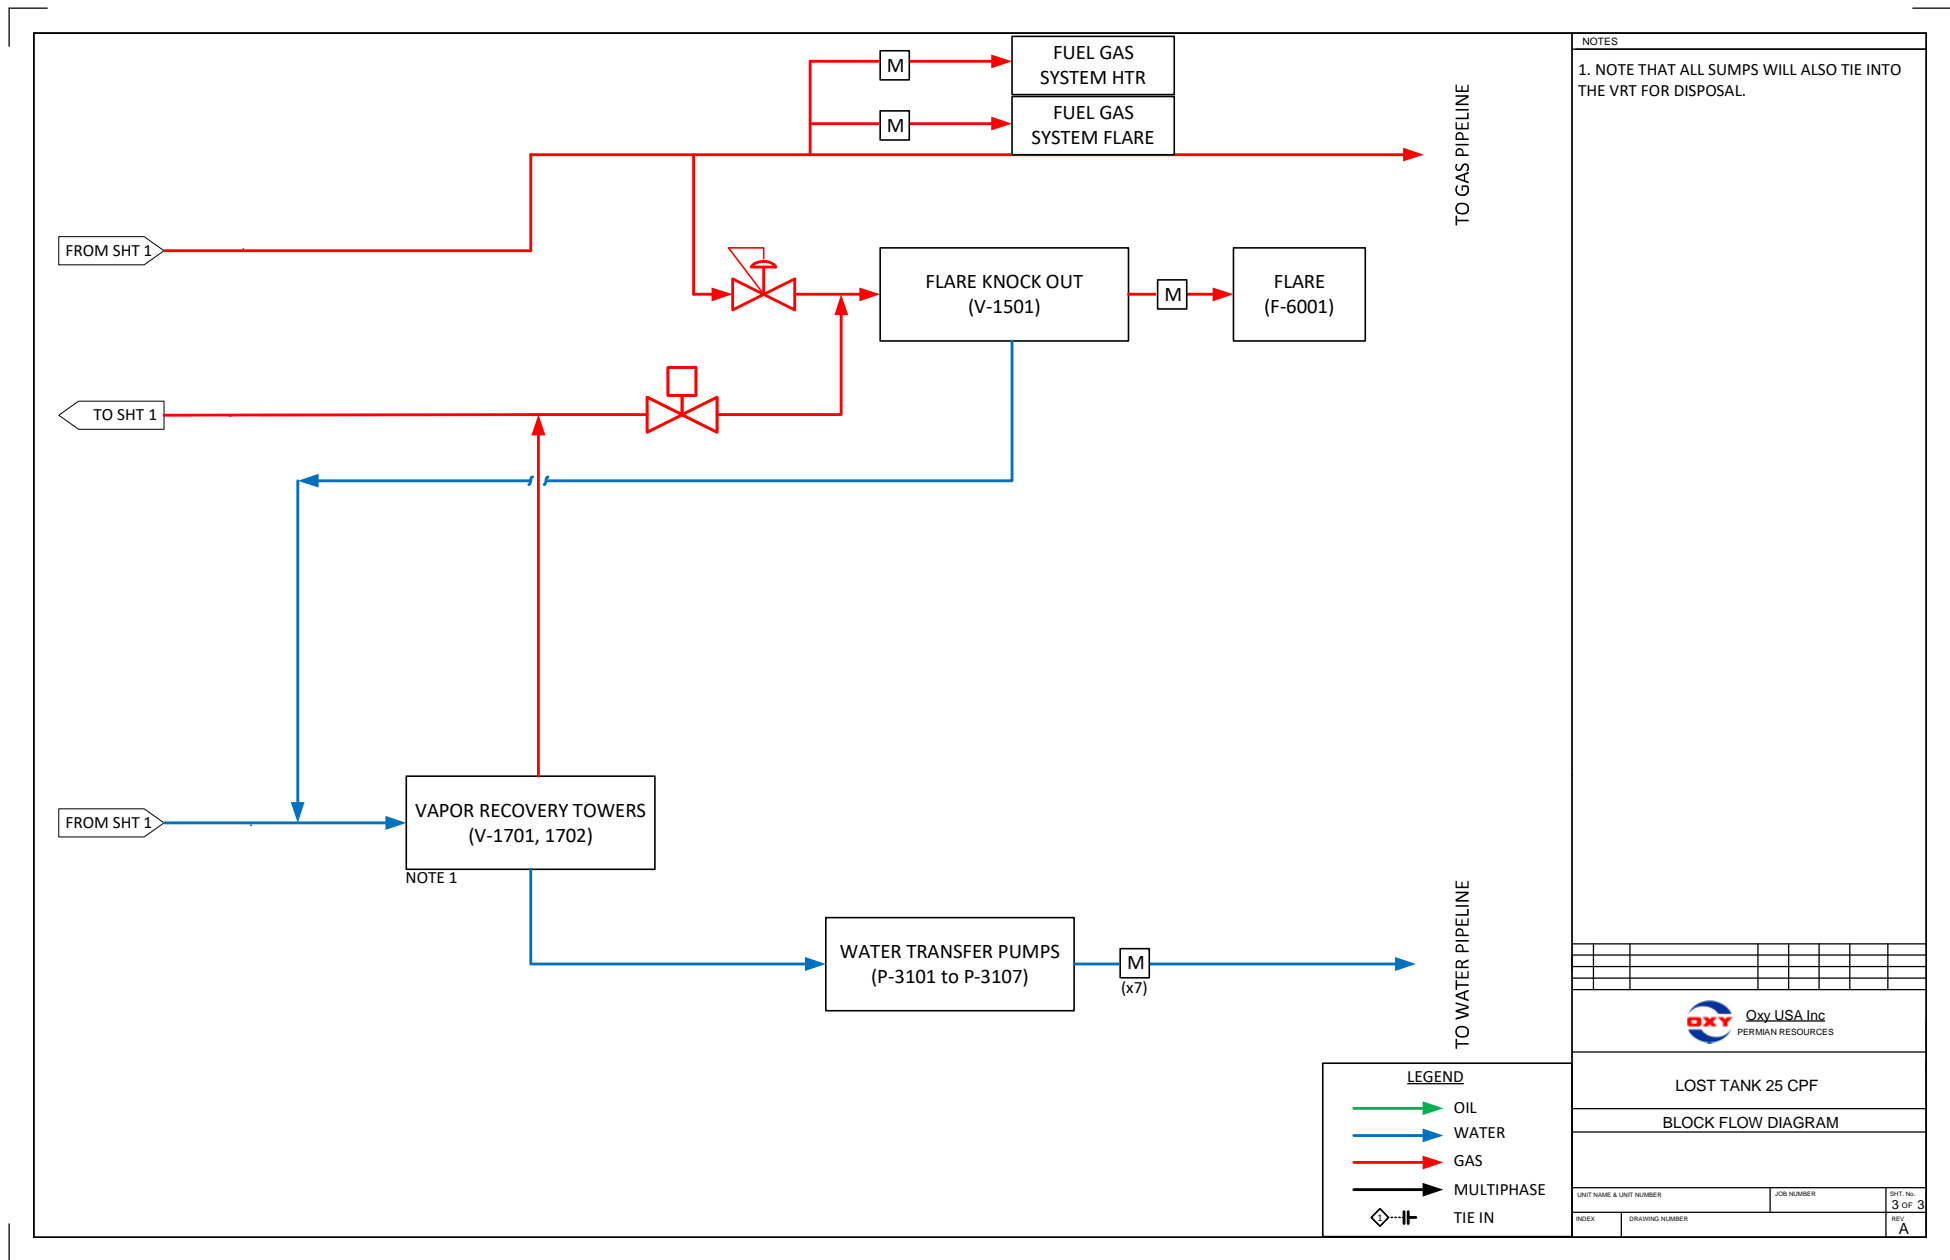 FUEL GAS
SYSTEM HTR
M
FUEL GAS
SYSTEM FLARE
M
TO GAS PIPELINE
FROM SHT 1
FLARE KNOCK OUT
(V-1501)
M
FLARE
(F-6001)
TO SHT 1
FROM SHT 1
VAPOR RECOVERY TOWERS
(V-1701, 1702)
NOTE 1
WATER TRANSFER PUMPS
(P-3101 to P-3107)
M
(x7)
TO WATER PIPELINE
LEGEND
OIL
WATER
GAS
MULTIPHASE
1
TIE IN
NOTES
1. NOTE THAT ALL SUMPS WILL ALSO TIE INTO
THE VRT FOR DISPOSAL.
OXY
Oxy USA Inc
PERMIAN RESOURCES
LOST TANK 25 CPF
BLOCK FLOW DIAGRAM
UNIT NAME & UNIT NUMBER
JOB NUMBER
SHT. No.
3 OF 3
INDEX
DRAWING NUMBER
REV
A